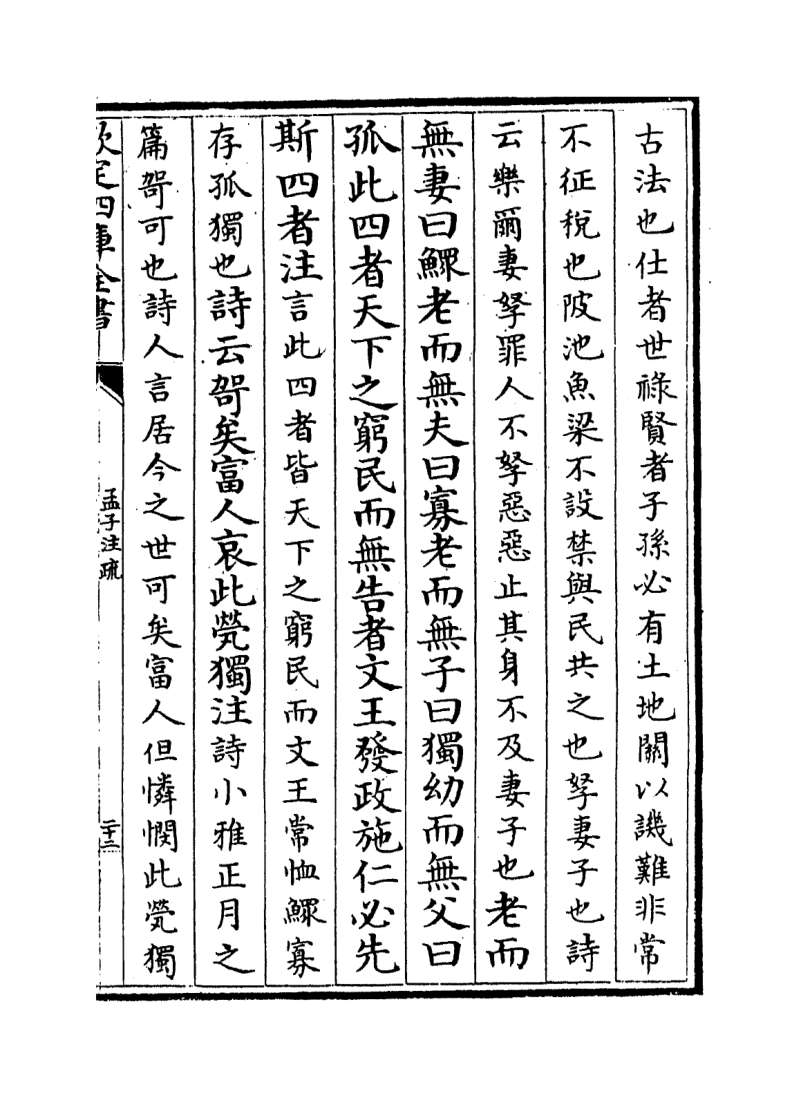 古法也仕者世祿賢者子孫必有土地關以譏難非常
不征稅也陂池魚梁不設禁與民共之也孥妻子也詩
云樂爾妻孥罪人不孥惡惡止其身不及妻子也老而
無妻曰鰥老而無夫曰寡老而無子曰獨幼而無父曰
孤此四者天下之窮民而無告者文王發政施仁必先
斯四者注言此四者皆天下之窮民而文王常恤鰥寡
存孤獨也詩云哿矣富人哀此煢獨注詩小雅正月之
篇哿可也詩人言居今之世可矣富人但憐憫此煢獨
欽定四庫全書
孟子注疏
二十二